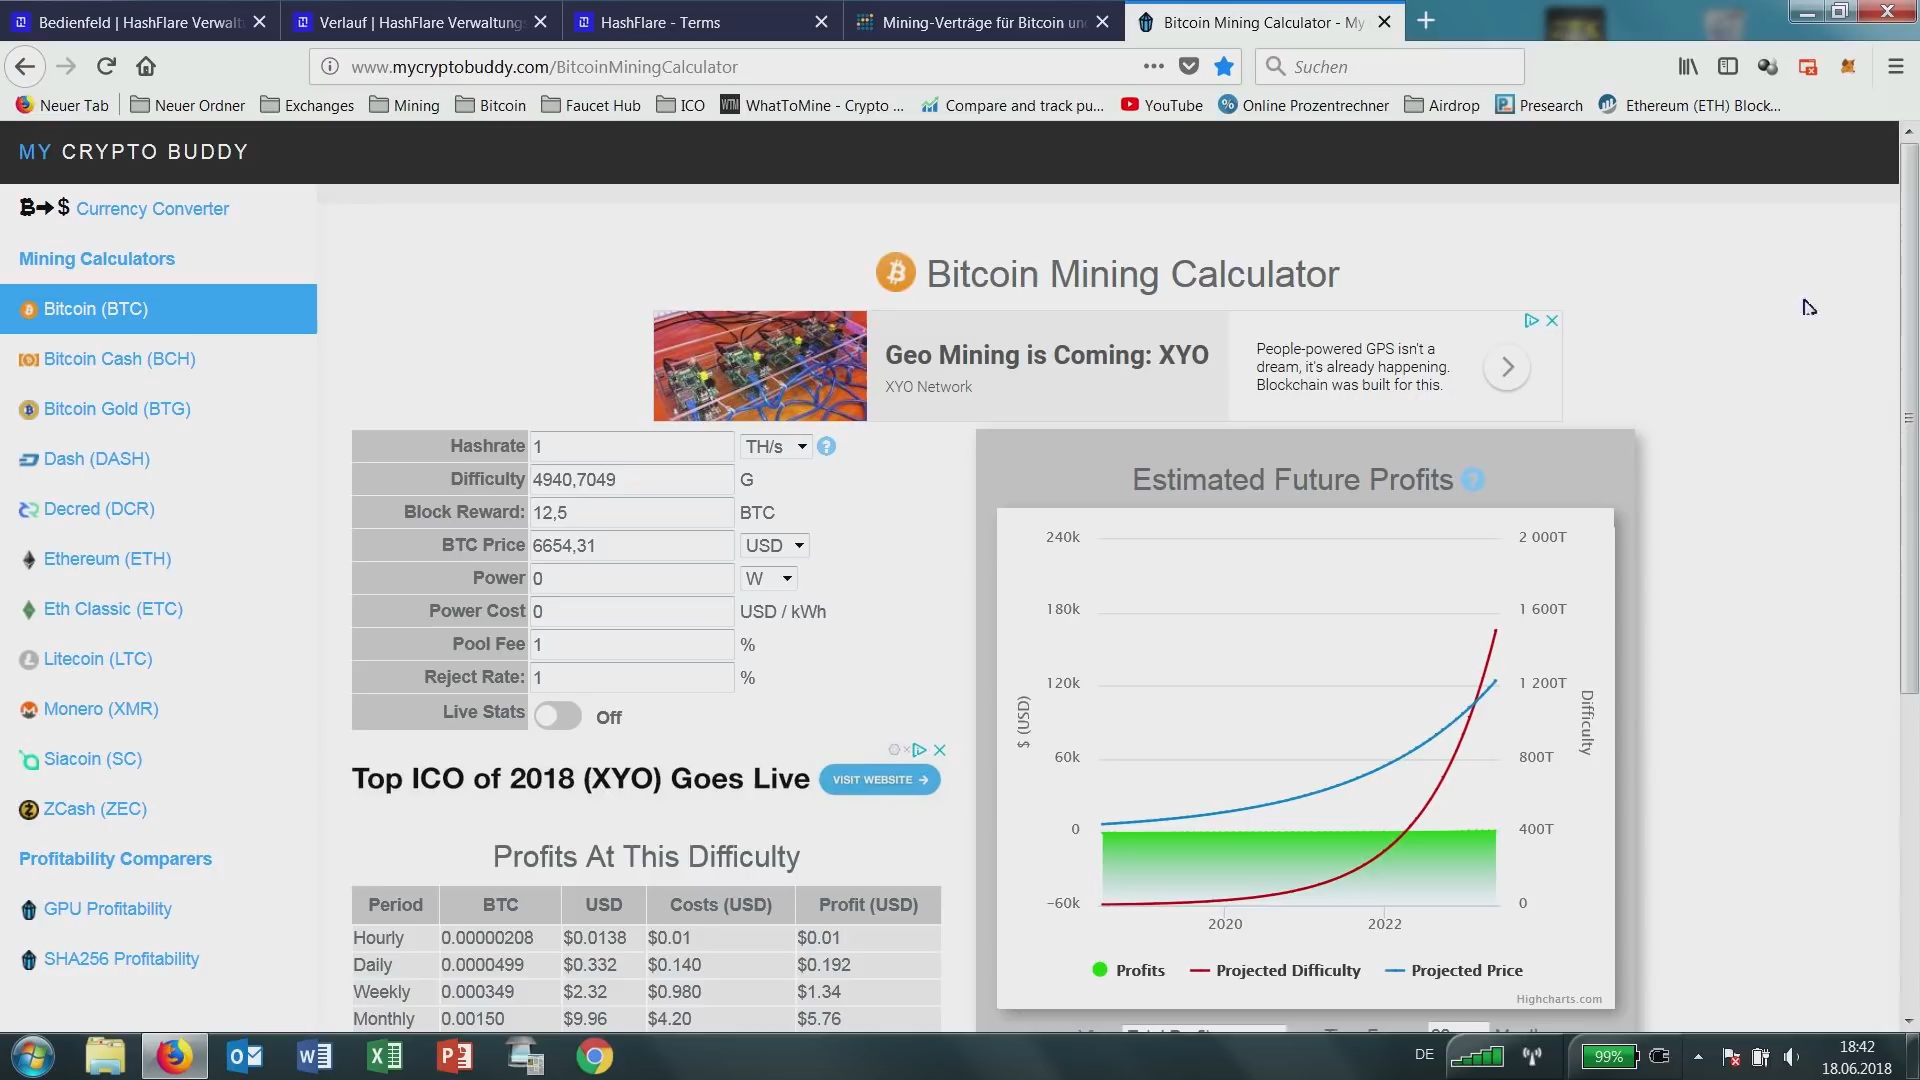 Bedienfeld | HashFlare Verwalt
Verlauf | HashFlare Verwaltungs
HashFlare - Terms
Mining-Verträge für Bitcoin un
Bitcoin Mining Calculator - My
www.mycryptobuddy.com/BitcoinMiningCalculator
Suchen
Neuer Tab
Neuer Ordner
Exchanges
Mining
Bitcoin
Faucet Hub
ICO
WTM
WhatToMine - Crypto ...
Compare and track pu...
YouTube
Online Prozentrechner
Airdrop
Presearch
Ethereum (ETH) Block...
MY CRYPTO BUDDY
$ Currency Converter
Mining Calculators
Bitcoin (BTC)
Bitcoin Cash (BCH)
Bitcoin Gold (BTG)
Dash (DASH)
Decred (DCR)
Ethereum (ETH)
Eth Classic (ETC)
Litecoin (LTC)
Monero (XMR)
Siacoin (SC)
ZCash (ZEC)
Profitability Comparers
GPU Profitability
SHA256 Profitability
Bitcoin Mining Calculator
Geo Mining is Coming: XYO
XYO Network
People-powered GPS isn't a
dream, it's already happening.
Blockchain was built for this.
Hashrate 1 TH/s ?
Difficulty 4940,7049 G
Block Reward: 12,5 BTC
BTC Price 6654,31 USD
Power 0 W
Power Cost 0 USD / kWh
Pool Fee 1 %
Reject Rate: 1 %
Live Stats Off
Top ICO of 2018 (XYO) Goes Live VISIT WEBSITE
Profits At This Difficulty
Period BTC USD Costs (USD) Profit (USD)
Hourly 0.00000208 $0.0138 $0.01 $0.01
Daily 0.0000499 $0.332 $0.140 $0.192
Weekly 0.000349 $2.32 $0.980 $1.34
Monthly 0.00150 $9.96 $4.20 $5.76
Estimated Future Profits ?
240k 2 000T
180k 1 600T
120k 1 200T
60k 800T
0 400T
-60k 0
$ (USD)
Difficulty
2020 2022
Profits Projected Difficulty Projected Price
Highcharts.com
DE
99%
18:42
18.06.2018